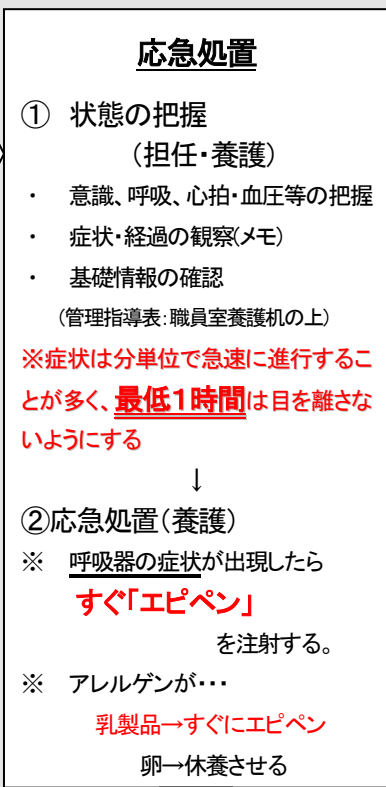 応急処置
① 状態の把握
(担任・養護)
・ 意識、呼吸、心拍・血圧等の把握
・ 症状・経過の観察(メモ)
・ 基礎情報の確認
(管理指導表:職員室養護机の上)
※症状は分単位で急速に進行するこ
とが多く、最低1時間は目を離さな
いようにする
↓
②応急処置(養護)
※ 呼吸器の症状が出現したら
すぐ「エピペン」
を注射する。
※ アレルゲンが・・・
乳製品→すぐにエピペン
卵→休養させる